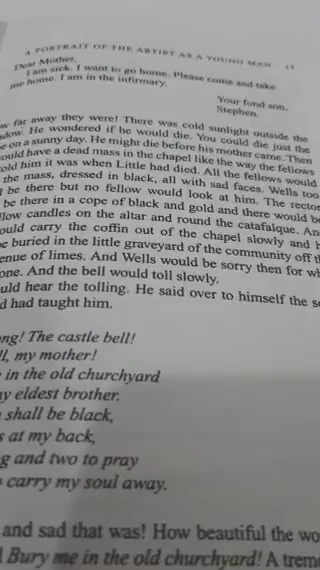 A PORTRAIT OF THE ARTIST AS A YOUNG MAN 17
Dear Mother,
I am sick. I want to go home. Please come and take
me home. I am in the infirmary.
Your fond son,
Stephen.
far away they were! There was cold sunlight outside the
He wondered if he would die. You could die just the
on a sunny day. He might die before his mother came. Then
would have a dead mass in the chapel like the way the fellows
told him it was when Little had died. All the fellows would
the mass, dressed in black, all with sad faces. Wells too
be there but no fellow would look at him. The rector
be there in a cope of black and gold and there would be
candles on the altar and round the catafalque. An
ould carry the coffin out of the chapel slowly and h
be buried in the little graveyard of the community off t
enue of limes. And Wells would be sorry then for wh
one. And the bell would toll slowly.
uld hear the tolling. He said over to himself the s
d had taught him.
ng! The castle bell!
ll, my mother!
in the old churchyard
y eldest brother.
shall be black,
s at my back,
g and two to pray
carry my soul away.
and sad that was! How beautiful the wo
Bury me in the old churchyard! A trem